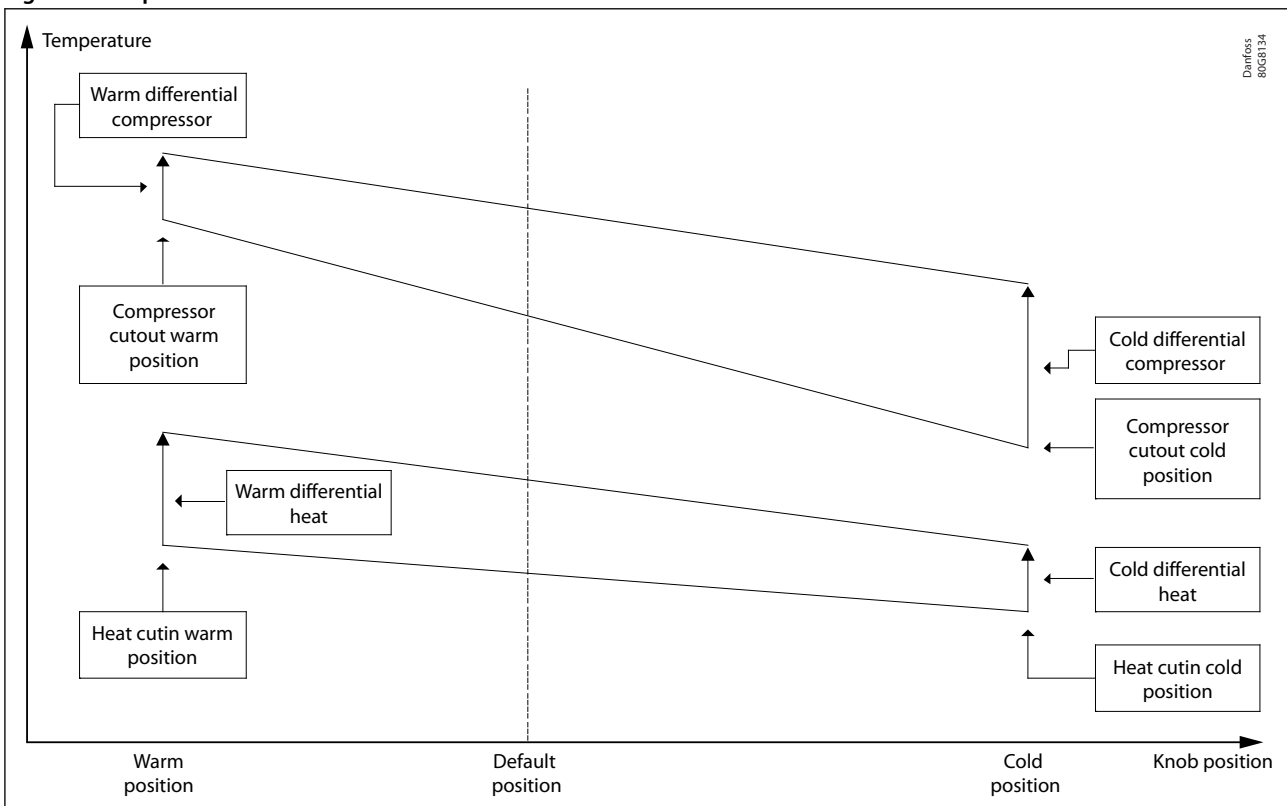 Temperature
Danfoss
80G8134
Warm differential
compressor
Compressor
cutout warm
position
Cold differential
compressor
Compressor
cutout cold
position
Warm differential
heat
Cold differential
heat
Heat cutin warm
position
Heat cutin cold
position
Warm
position
Default
position
Cold
position
Knob position